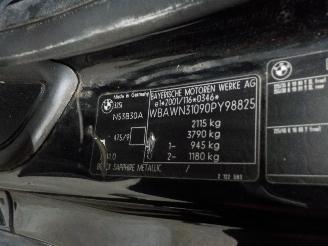 Made in Germany
325i
N53B30A
475/9
BAYERISCHE MOTOREN WERKE AG
e1*2001/116*0346*
WBAWN31090PY98825
2115 kg
3790 kg
1- 945 kg
2- 1180 kg
SAPPHIRE METALLIC /